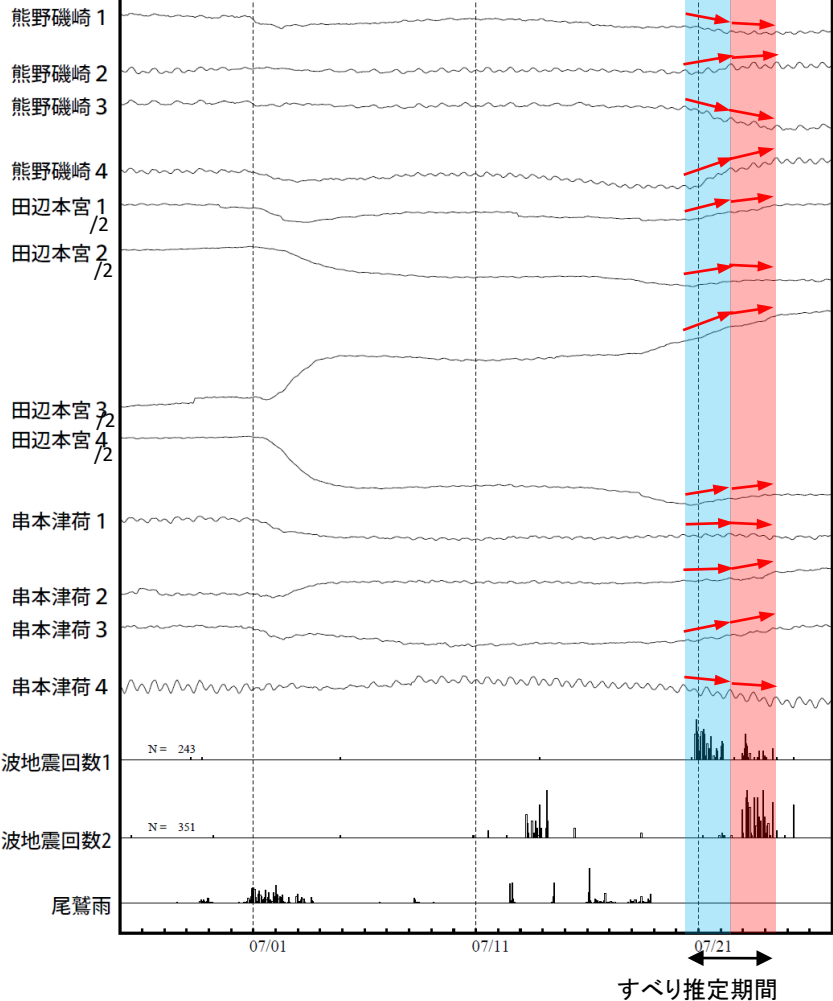 熊野磯崎 1
熊野磯崎 2
熊野磯崎 3
熊野磯崎 4
田辺本宮 1
/2
田辺本宮 2
/2
田辺本宮 3
/2
田辺本宮 4
/2
串本津荷 1
串本津荷 2
串本津荷 3
串本津荷 4
N = 243
波地震回数1
N = 351
波地震回数2
尾鷲雨
07/01 07/11 07/21
すべり推定期間